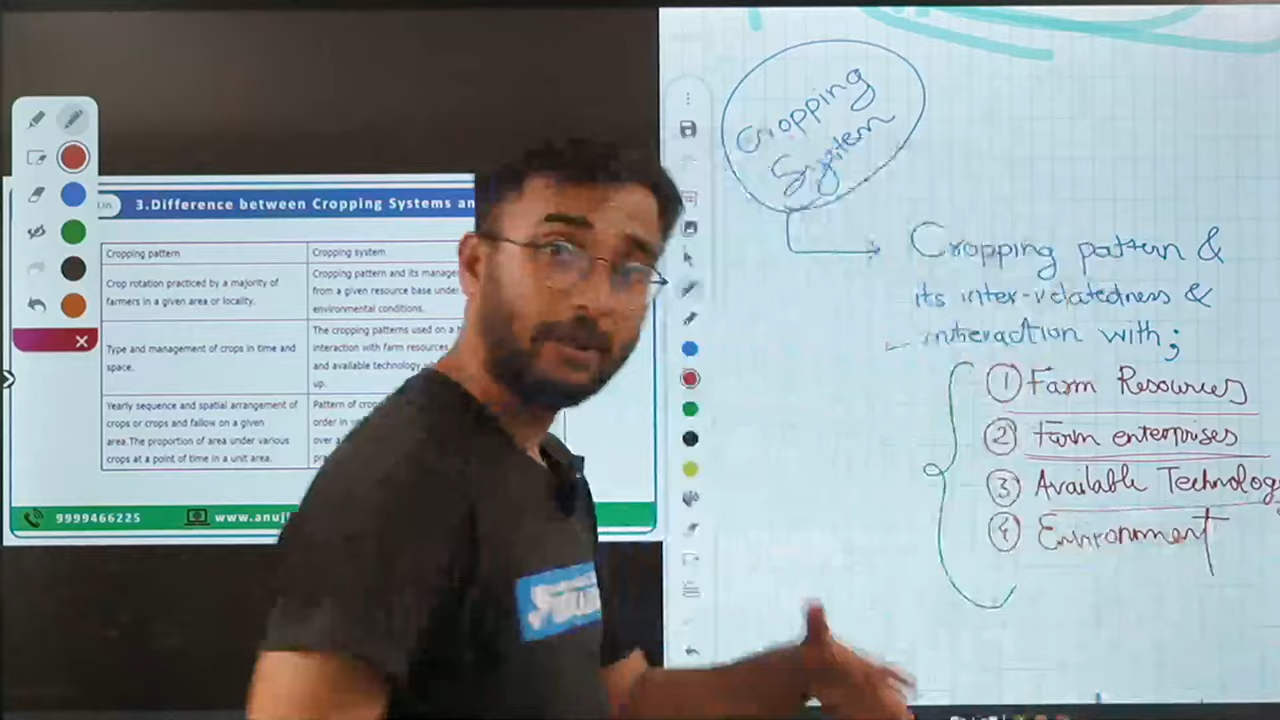 3.Difference between Cropping Systems an
Cropping pattern
Cropping system
Crop rotation practiced by a majority of
farmers in a given area or locality.
Cropping pattern and its manage
from a given resource base under
environmental conditions.
Type and management of crops in time and
space.
The cropping patterns used on a
interaction with farm resources
and available technology
up.
Yearly sequence and spatial arrangement of
crops or crops and fallow on a given
area.The proportion of area under various
crops at a point of time in a unit area.
Pattern of
order in
over a
9999466225
www.anuj
Cropping
System
Cropping pattern &
its inter-relatedness &
interaction with;
1 Farm Resources
2 Farm enterprises
3 Available Technolog
4 Environment